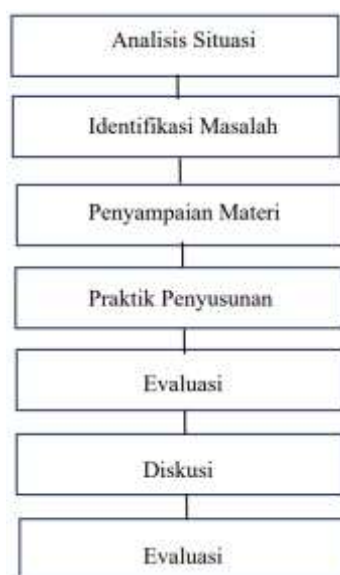 Analisis Situasi
Identifikasi Masalah
Penyampaian Materi
Praktik Penyusunan
Evaluasi
Diskusi
Evaluasi